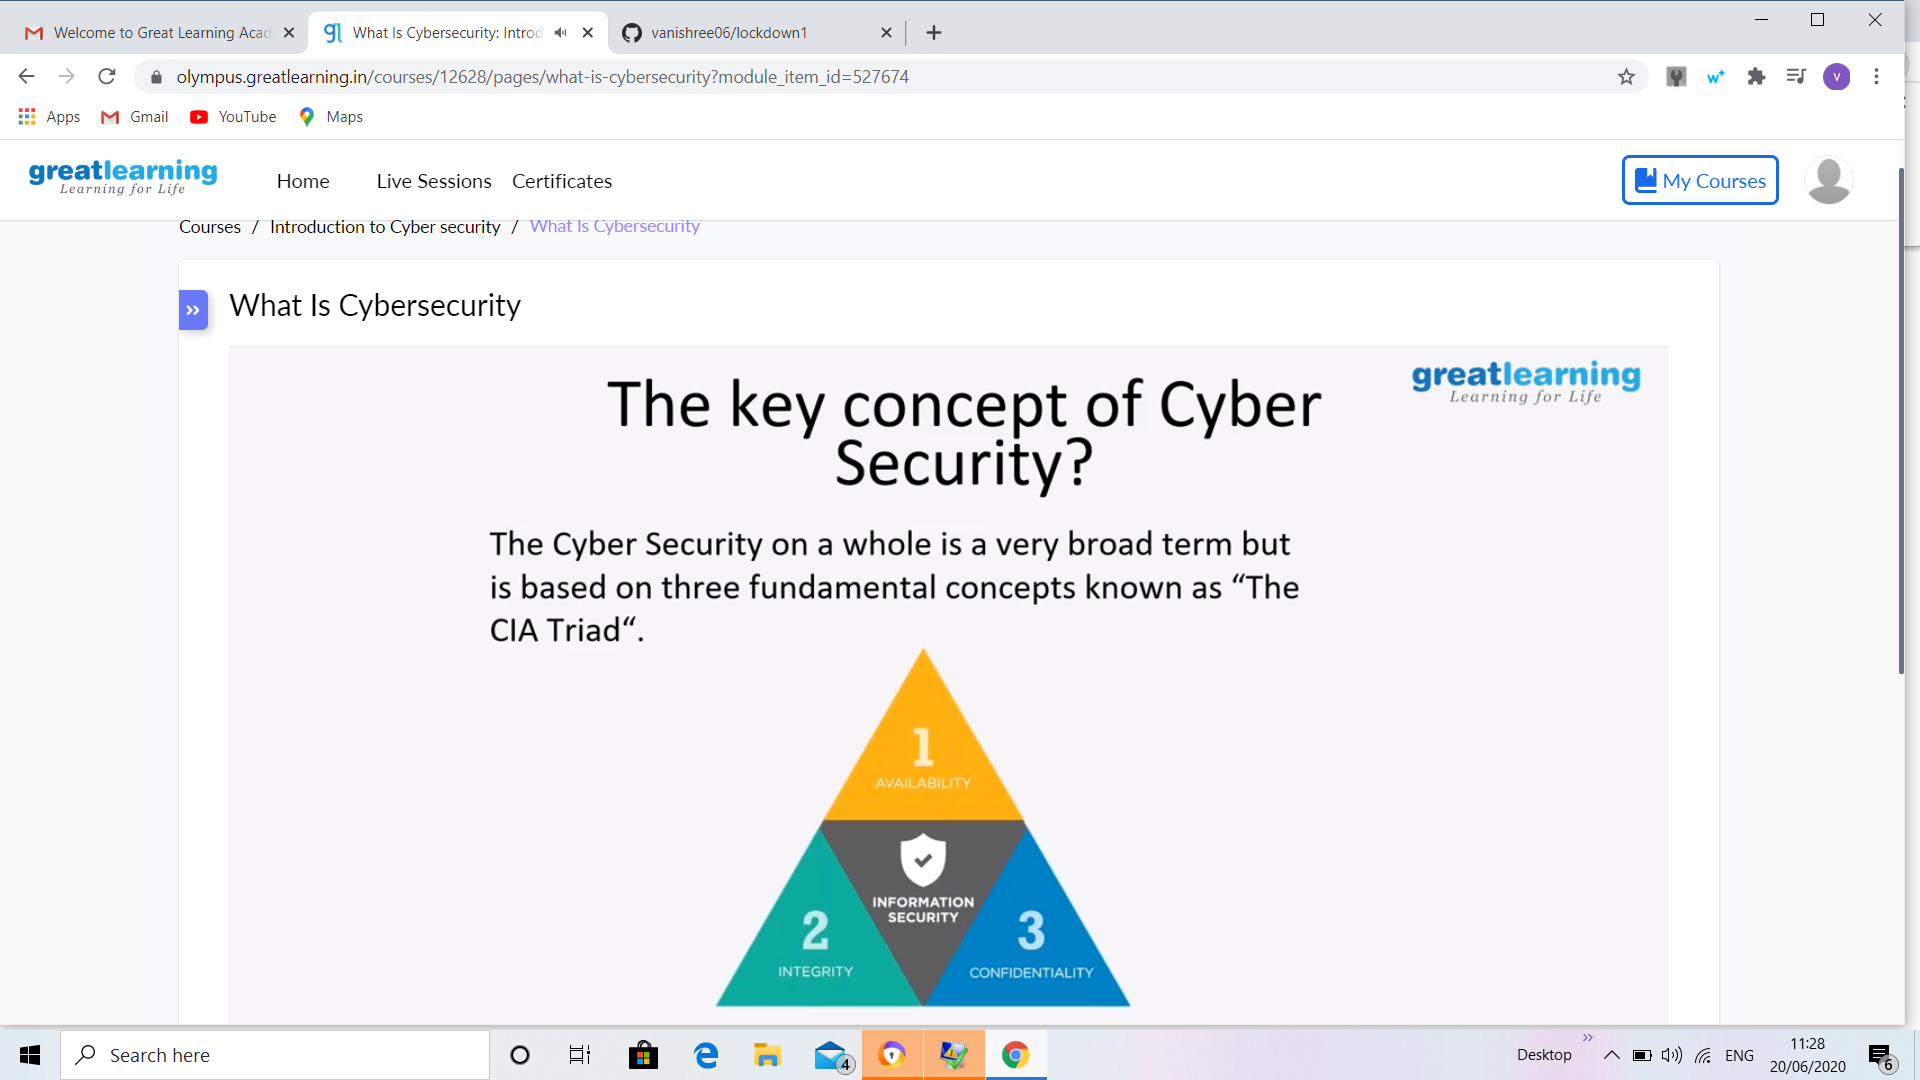 Welcome to Great Learning Acad
What Is Cybersecurity: Introd
vanishree06/lockdown1
olympus.greatlearning.in/courses/12628/pages/what-is-cybersecurity?module_item_id=527674
w+
v
Apps
Gmail
YouTube
Maps
greatlearning
Learning for Life
Home
Live Sessions
Certificates
My Courses
Courses / Introduction to Cyber security / What Is Cybersecurity
What Is Cybersecurity
greatlearning
Learning for Life
The key concept of Cyber
Security?
The Cyber Security on a whole is a very broad term but
is based on three fundamental concepts known as “The
CIA Triad“.
1
AVAILABILITY
INFORMATION
SECURITY
2
INTEGRITY
3
CONFIDENTIALITY
Search here
4
Desktop
ENG
11:28
20/06/2020
6